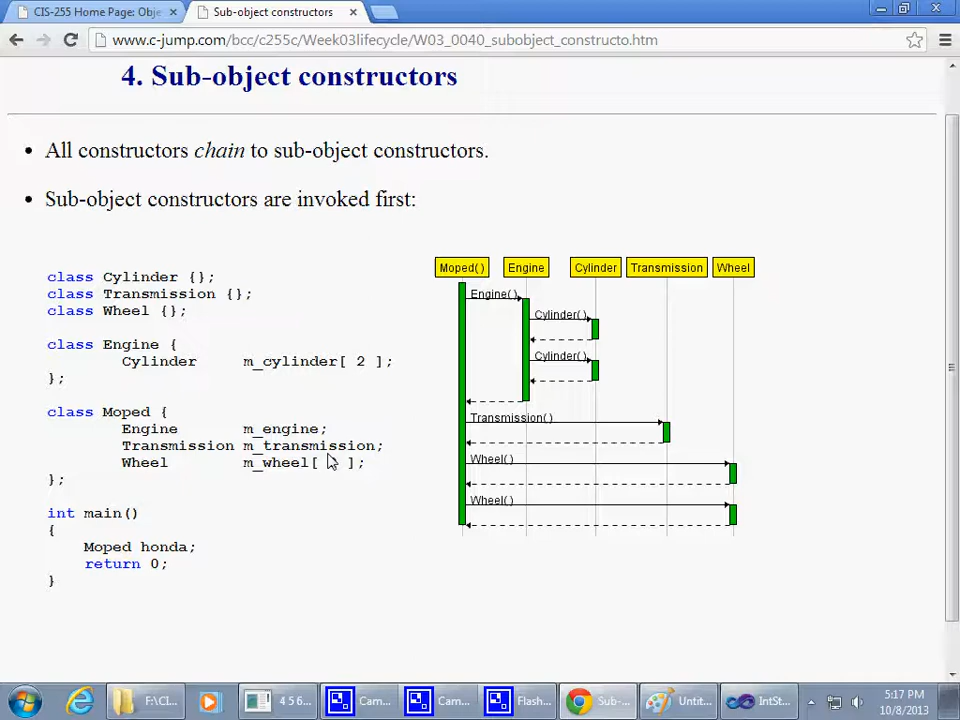 CIS-255 Home Page: Obje
Sub-object constructors
www.c-jump.com/bcc/c255c/Week03lifecycle/W03_0040_subobject_constructo.htm
4. Sub-object constructors
All constructors chain to sub-object constructors.
Sub-object constructors are invoked first:
class Cylinder {};
class Transmission {};
class Wheel {};
class Engine {
Cylinder m_cylinder[ 2 ];
};
class Moped {
Engine m_engine;
Transmission m_transmission;
Wheel m_wheel[ ];
};
int main()
{
Moped honda;
return 0;
}
Moped() Engine Cylinder Transmission Wheel
Engine()
Cylinder()
Cylinder()
Transmission()
Wheel()
Wheel()
F:\Cl...
4 5 6...
Cam...
Cam...
Flash...
Sub-...
Untit...
IntSt...
5:17 PM
10/8/2013